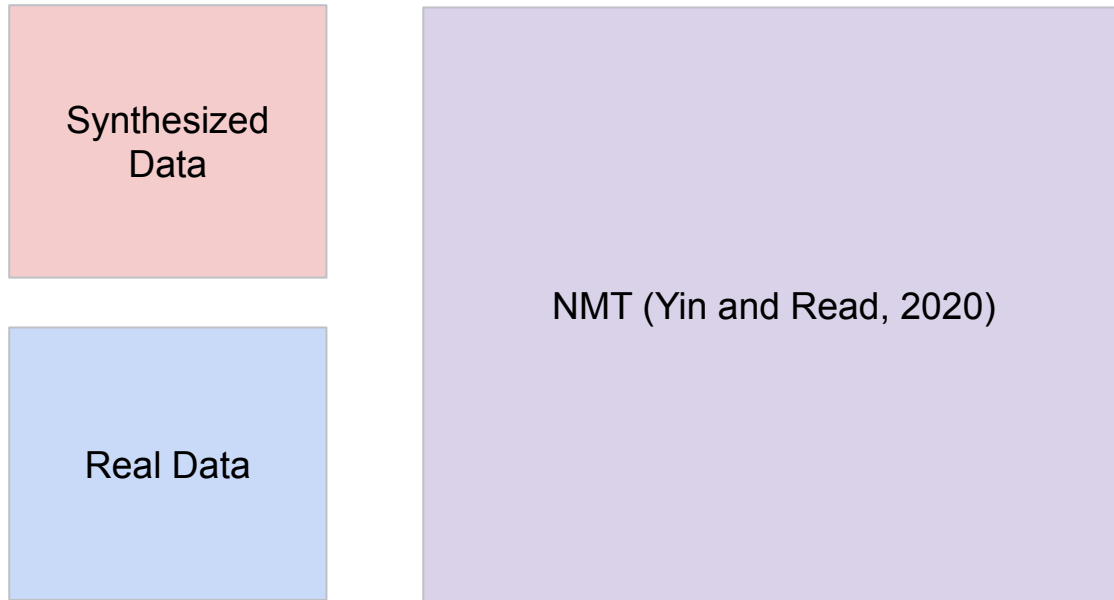 Synthesized
Data
NMT (Yin and Read, 2020)
Real Data